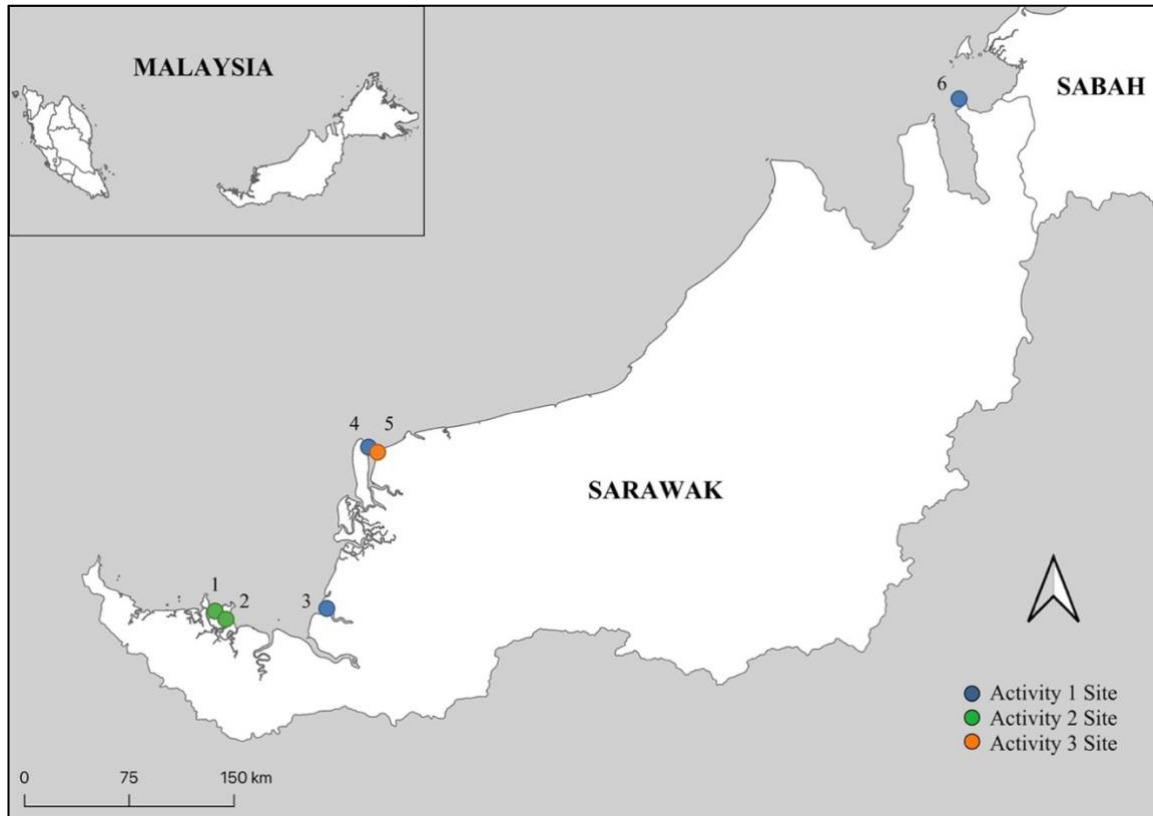 MALAYSIA
6
SABAH
4 5
SARAWAK
1
2
3
Activity 1 Site
Activity 2 Site
Activity 3 Site
0 75 150 km